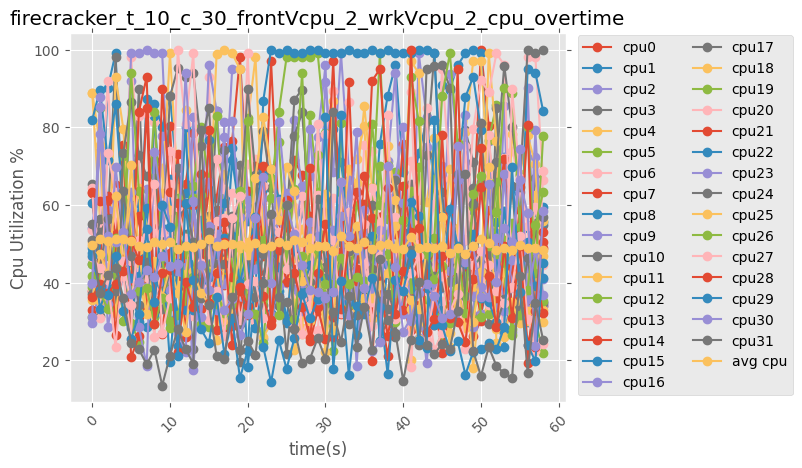 firecracker_t_10_c_30_frontVcpu_2_wrkVcpu_2_cpu_overtime
Cpu Utilization %
100
80
60
40
20
0
10
20
30
40
50
60
time(s)
cpu0
cpu1
cpu2
cpu3
cpu4
cpu5
cpu6
cpu7
cpu8
cpu9
cpu10
cpu11
cpu12
cpu13
cpu14
cpu15
cpu16
cpu17
cpu18
cpu19
cpu20
cpu21
cpu22
cpu23
cpu24
cpu25
cpu26
cpu27
cpu28
cpu29
cpu30
cpu31
avg cpu